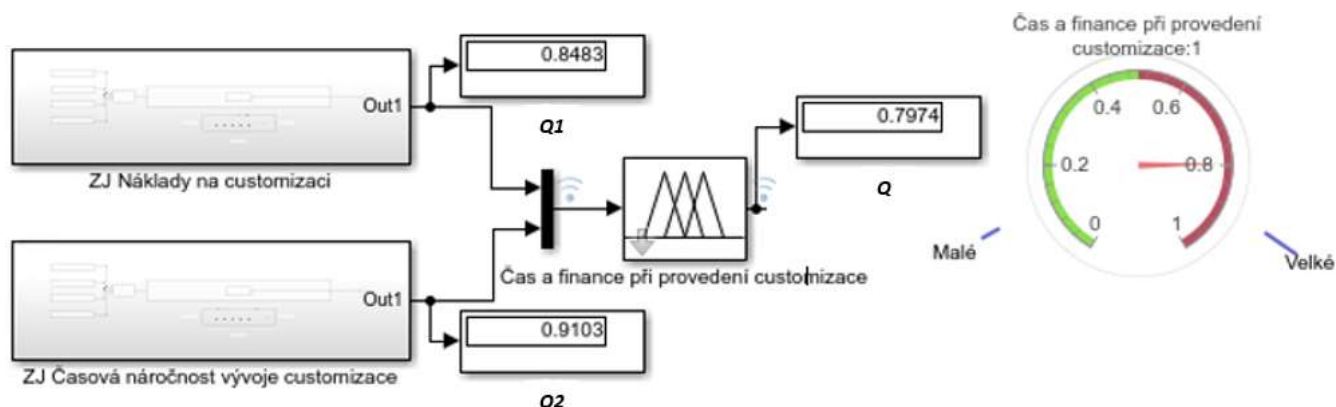 Out1
ZJ Náklady na customizaci
0.8483
Q1
Out1
ZJ Časová náročnost vývoje customizace
0.9103
Q2
Čas a finance při provedení customizace
0.7974
Q
Čas a finance při provedení
customizace:1
0
0.2
0.4
0.6
0.8
1
Malé
Velké